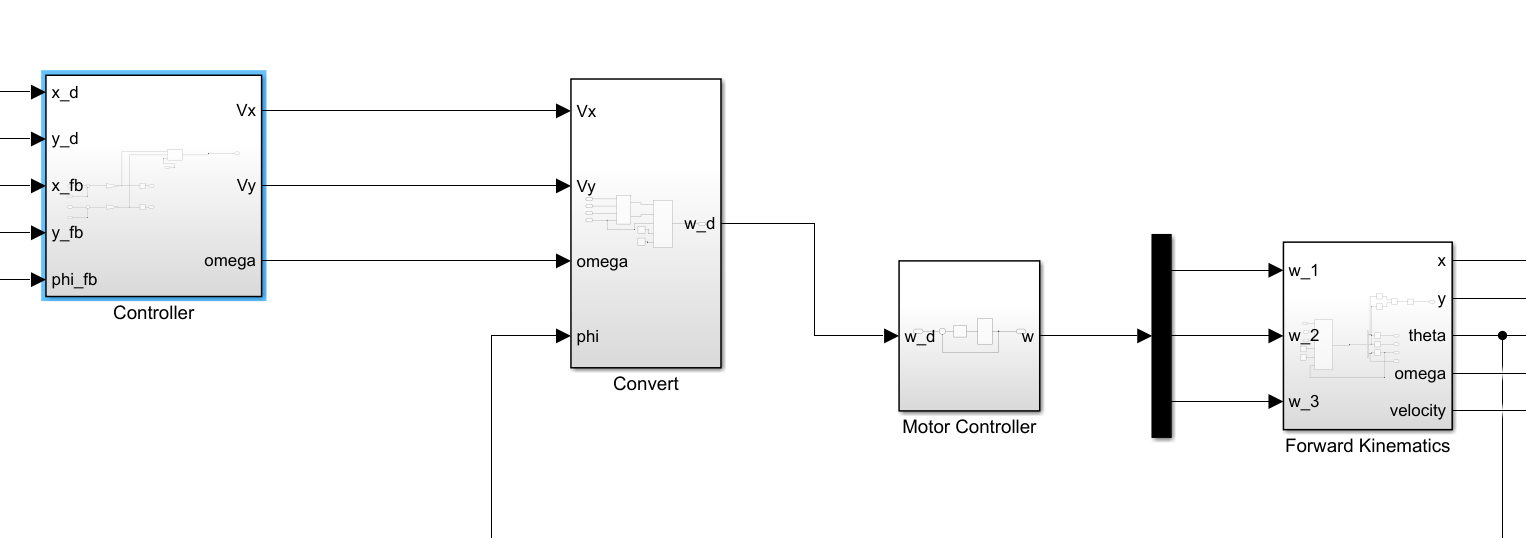 x_d
y_d
x_fb
y_fb
phi_fb
Vx
Vy
omega
Controller
Vx
Vy
omega
phi
w_d
Convert
w_d
w
Motor Controller
w_1
w_2
w_3
x
y
theta
omega
velocity
Forward Kinematics